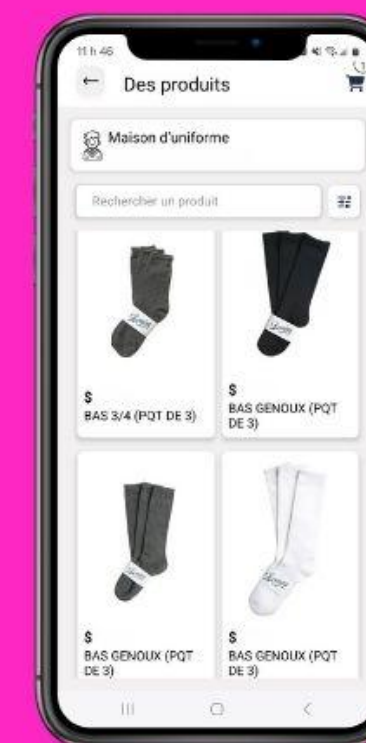 11 h 46
Des produits
Maison d'uniforme
Rechercher un produit
$
BAS 3/4 (PQT DE 3)
$
BAS GENOUX (PQT
DE 3)
$
BAS GENOUX (PQT
DE 3)
$
BAS GENOUX (PQT
DE 3)